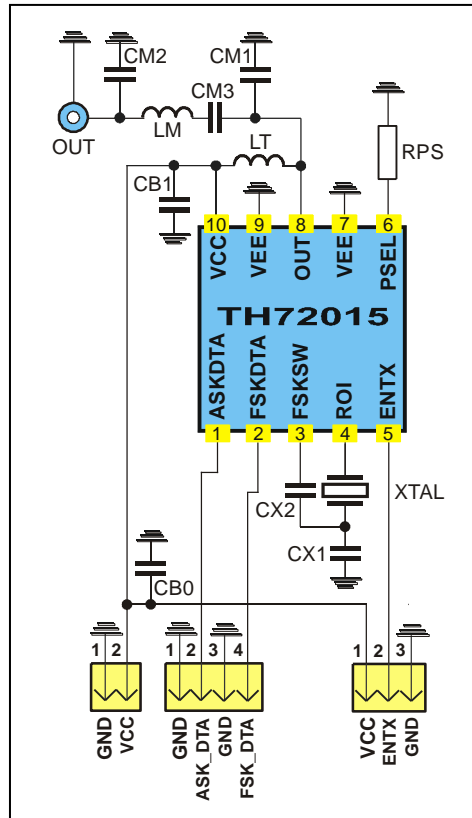 CM2
CM1
CM3
LM
OUT
LT
RPS
CB1
10 9 8 7 6
VCC VEE OUT VEE PSEL
TH72015
ASKDTA FSKDTA FSKSW ROI ENTX
1 2 3 4 5
XTAL
CX2
CX1
CB0
1 2
GND VCC
1 2 3 4
GND ASK_DTA GND FSK_DTA
1 2 3
VCC ENTX GND